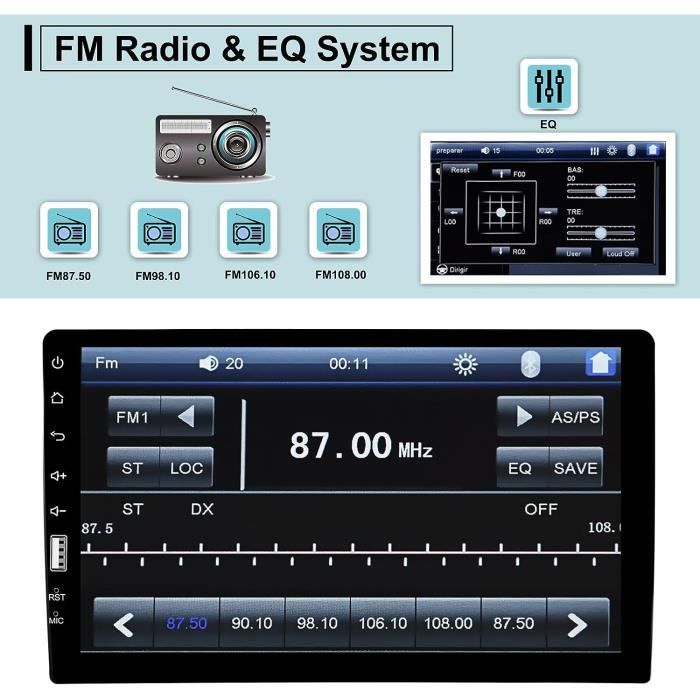 FM Radio & EQ System
EQ
FM87.50 FM98.10 FM106.10 FM108.00
preparar 15 00:05
Reset F00 BAS:
00
L00 R00 TRE:
00
R00 User Loud Off
Dirigir
Fm 20 00:11
FM1 AS/PS
87.00 MHz
ST LOC EQ SAVE
ST DX OFF
87.5 108.
87.50 90.10 98.10 106.10 108.00 87.50
RST
MIC